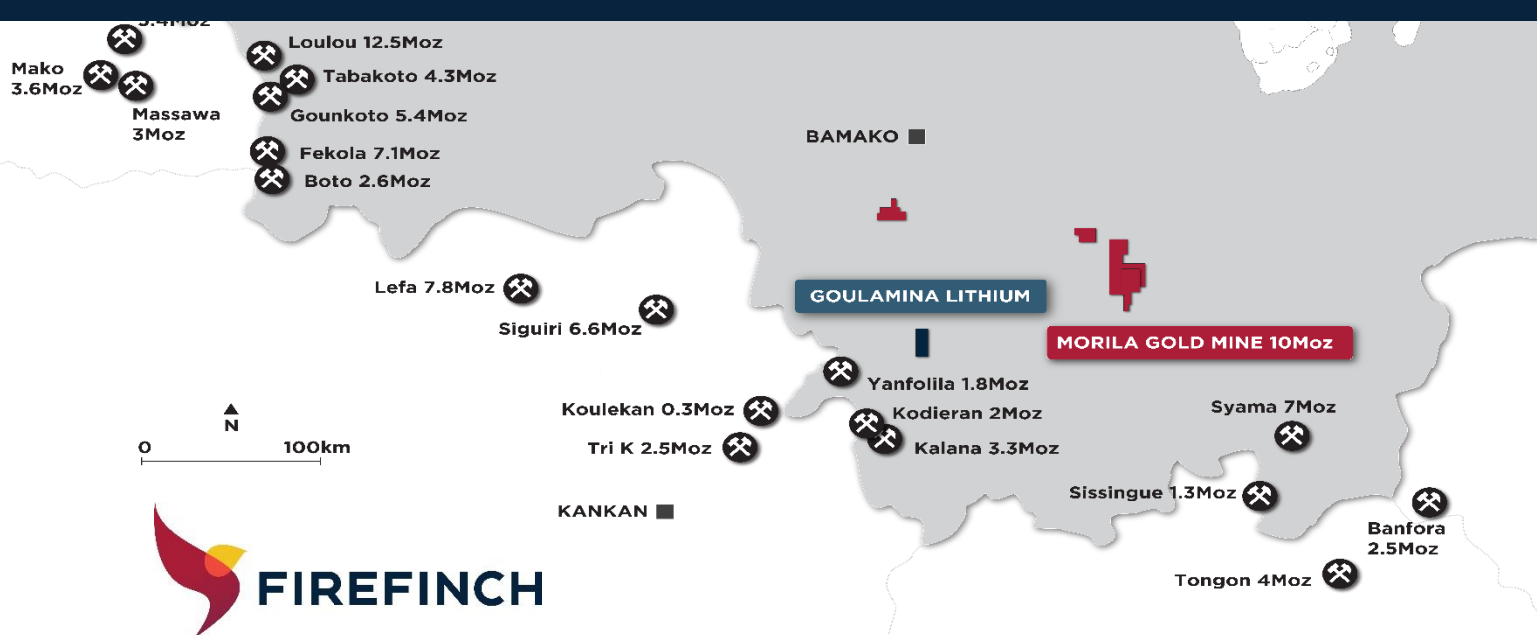 5.4Moz
Loulou 12.5Moz
Mako
3.6Moz
Tabakoto 4.3Moz
Massawa
3Moz
Gounkoto 5.4Moz
BAMAKO
Fekola 7.1Moz
Boto 2.6Moz
Lefa 7.8Moz
GOULAMINA LITHIUM
Siguiri 6.6Moz
MORILA GOLD MINE 10Moz
Yanfolila 1.8Moz
Koulekan 0.3Moz
Kodieran 2Moz
Syama 7Moz
N
0 100km
Tri K 2.5Moz
Kalana 3.3Moz
Sissingue 1.3Moz
KANKAN
Banfora
2.5Moz
Tongon 4Moz
FIREFINCH